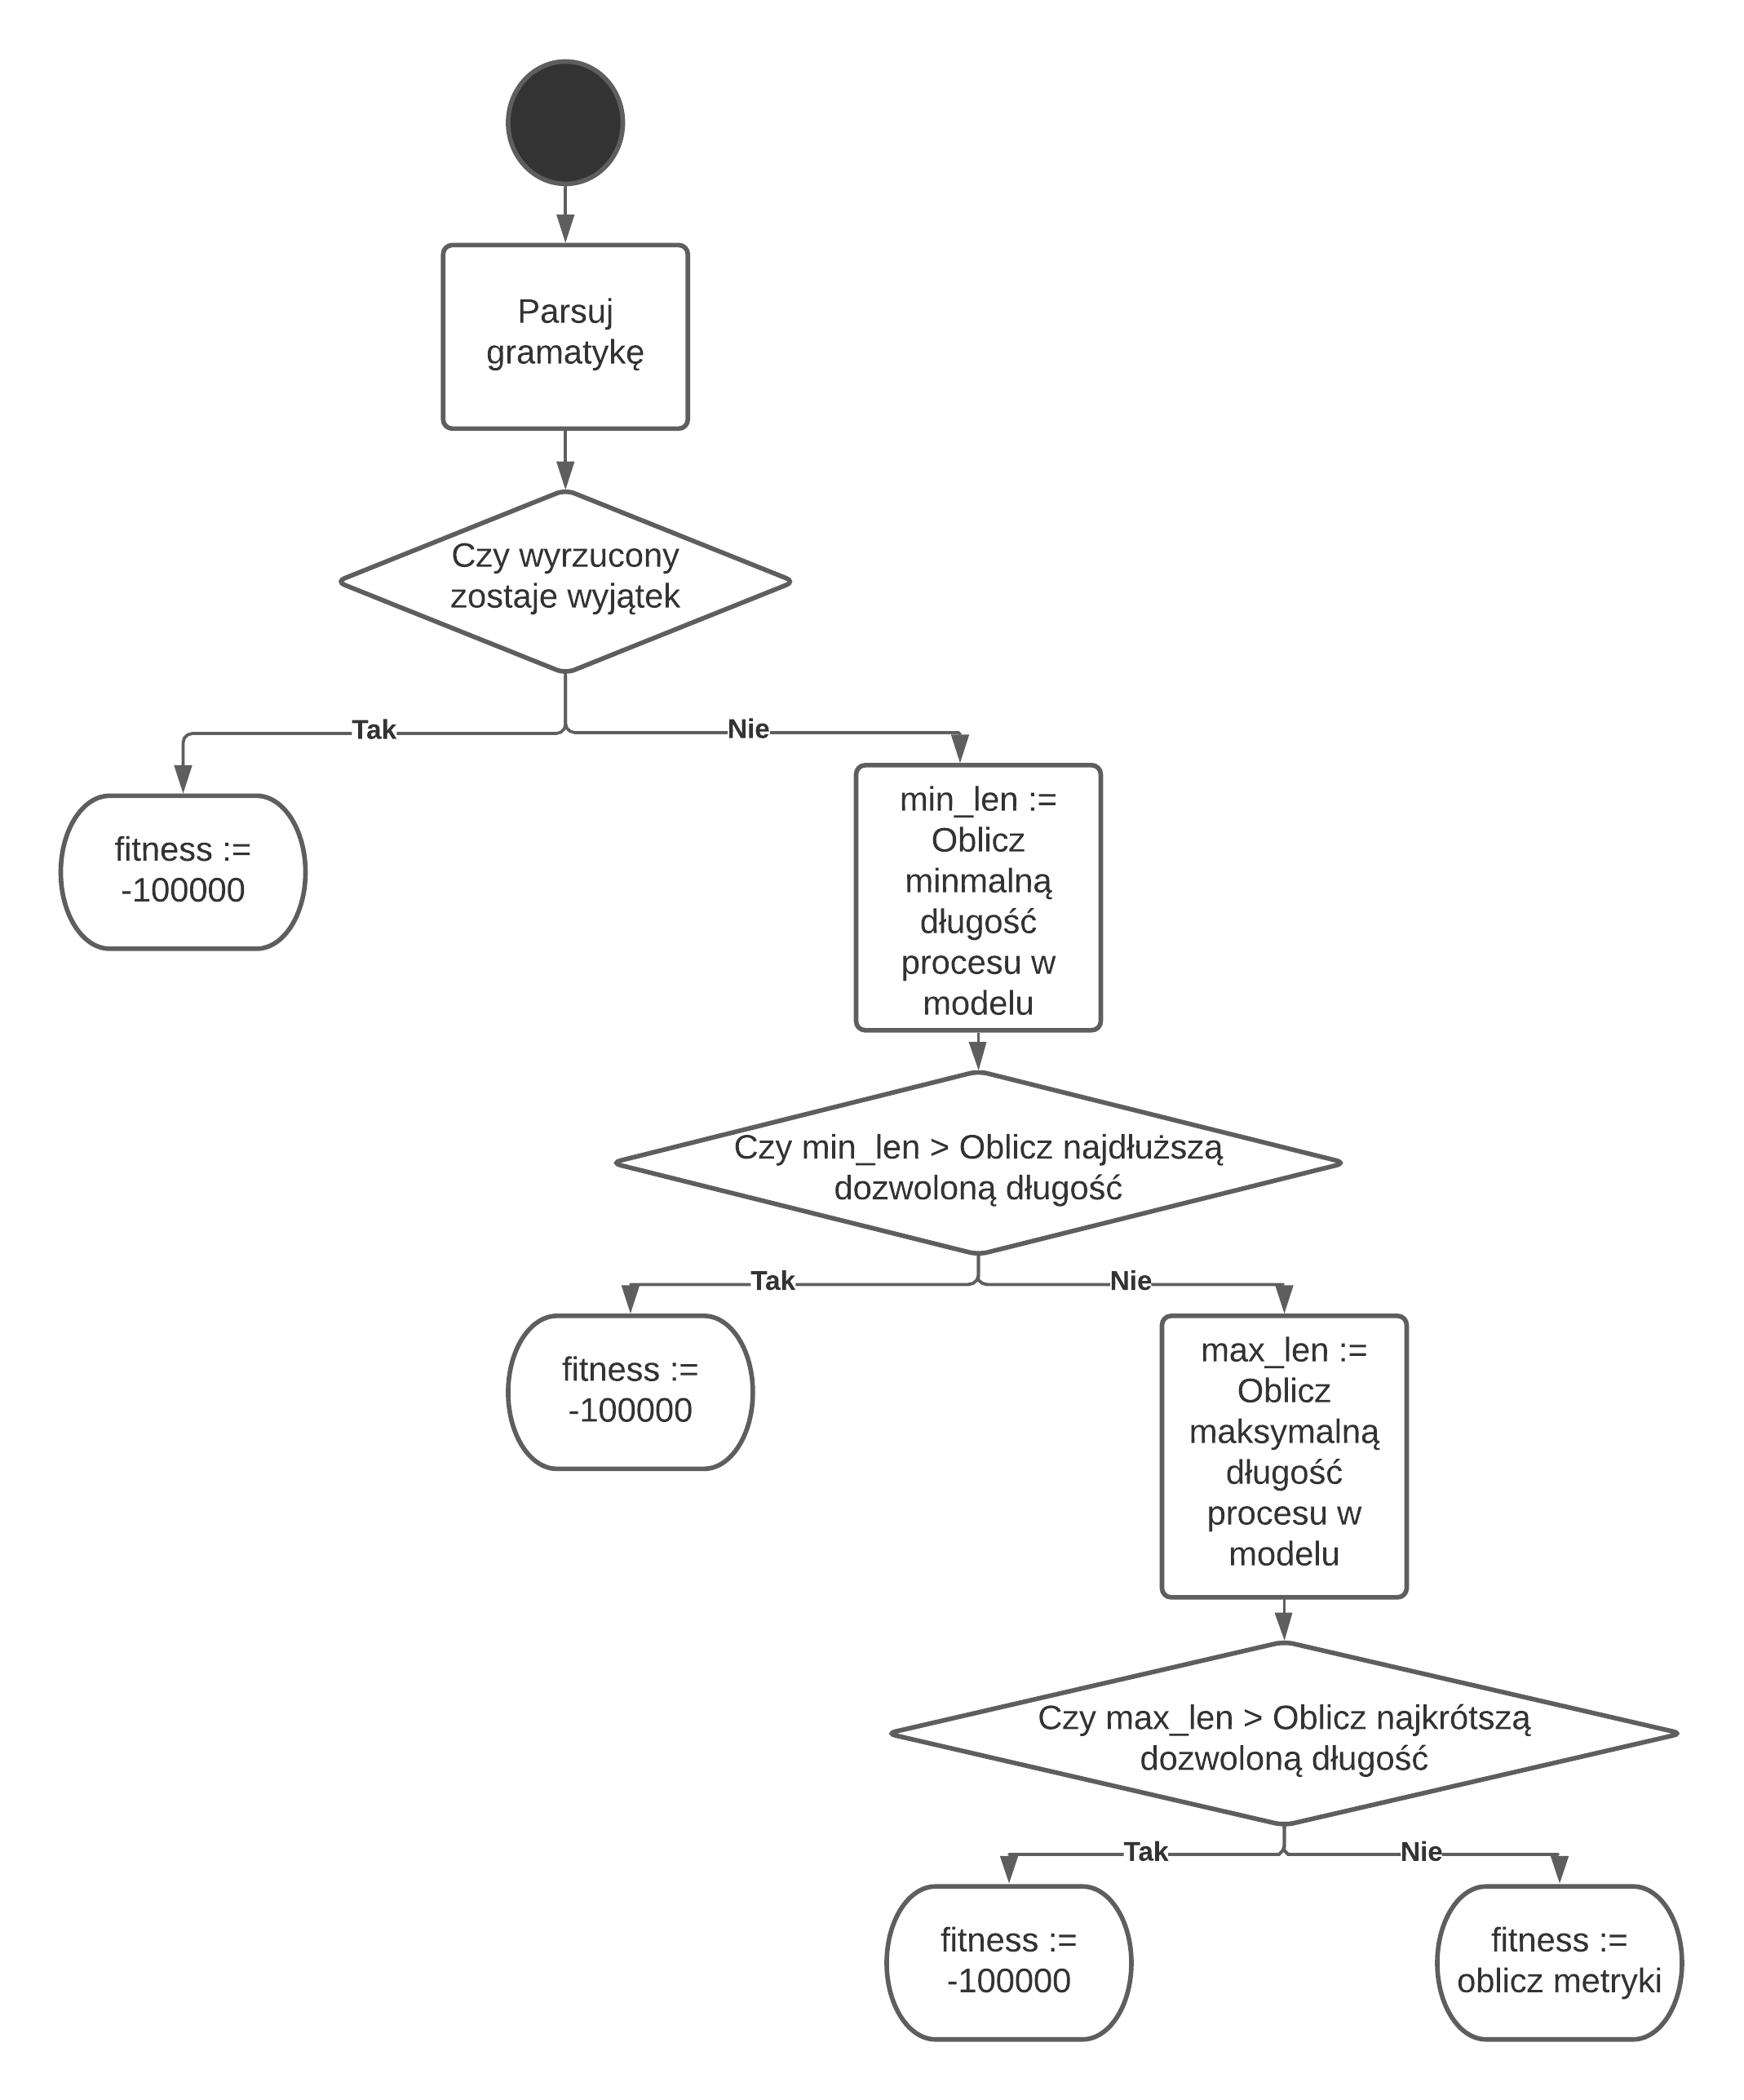 Parsuj
gramatykę
Czy wyrzucony
zostaje wyjątek
Tak
Nie
fitness :=
-100000
min_len :=
Oblicz
minmalną
długość
procesu w
modelu
Czy min_len > Oblicz najdłuższą
dozwoloną długość
Tak
Nie
fitness :=
-100000
max_len :=
Oblicz
maksymalną
długość
procesu w
modelu
Czy max_len > Oblicz najkrótszą
dozwoloną długość
Tak
Nie
fitness :=
-100000
fitness :=
oblicz metryki